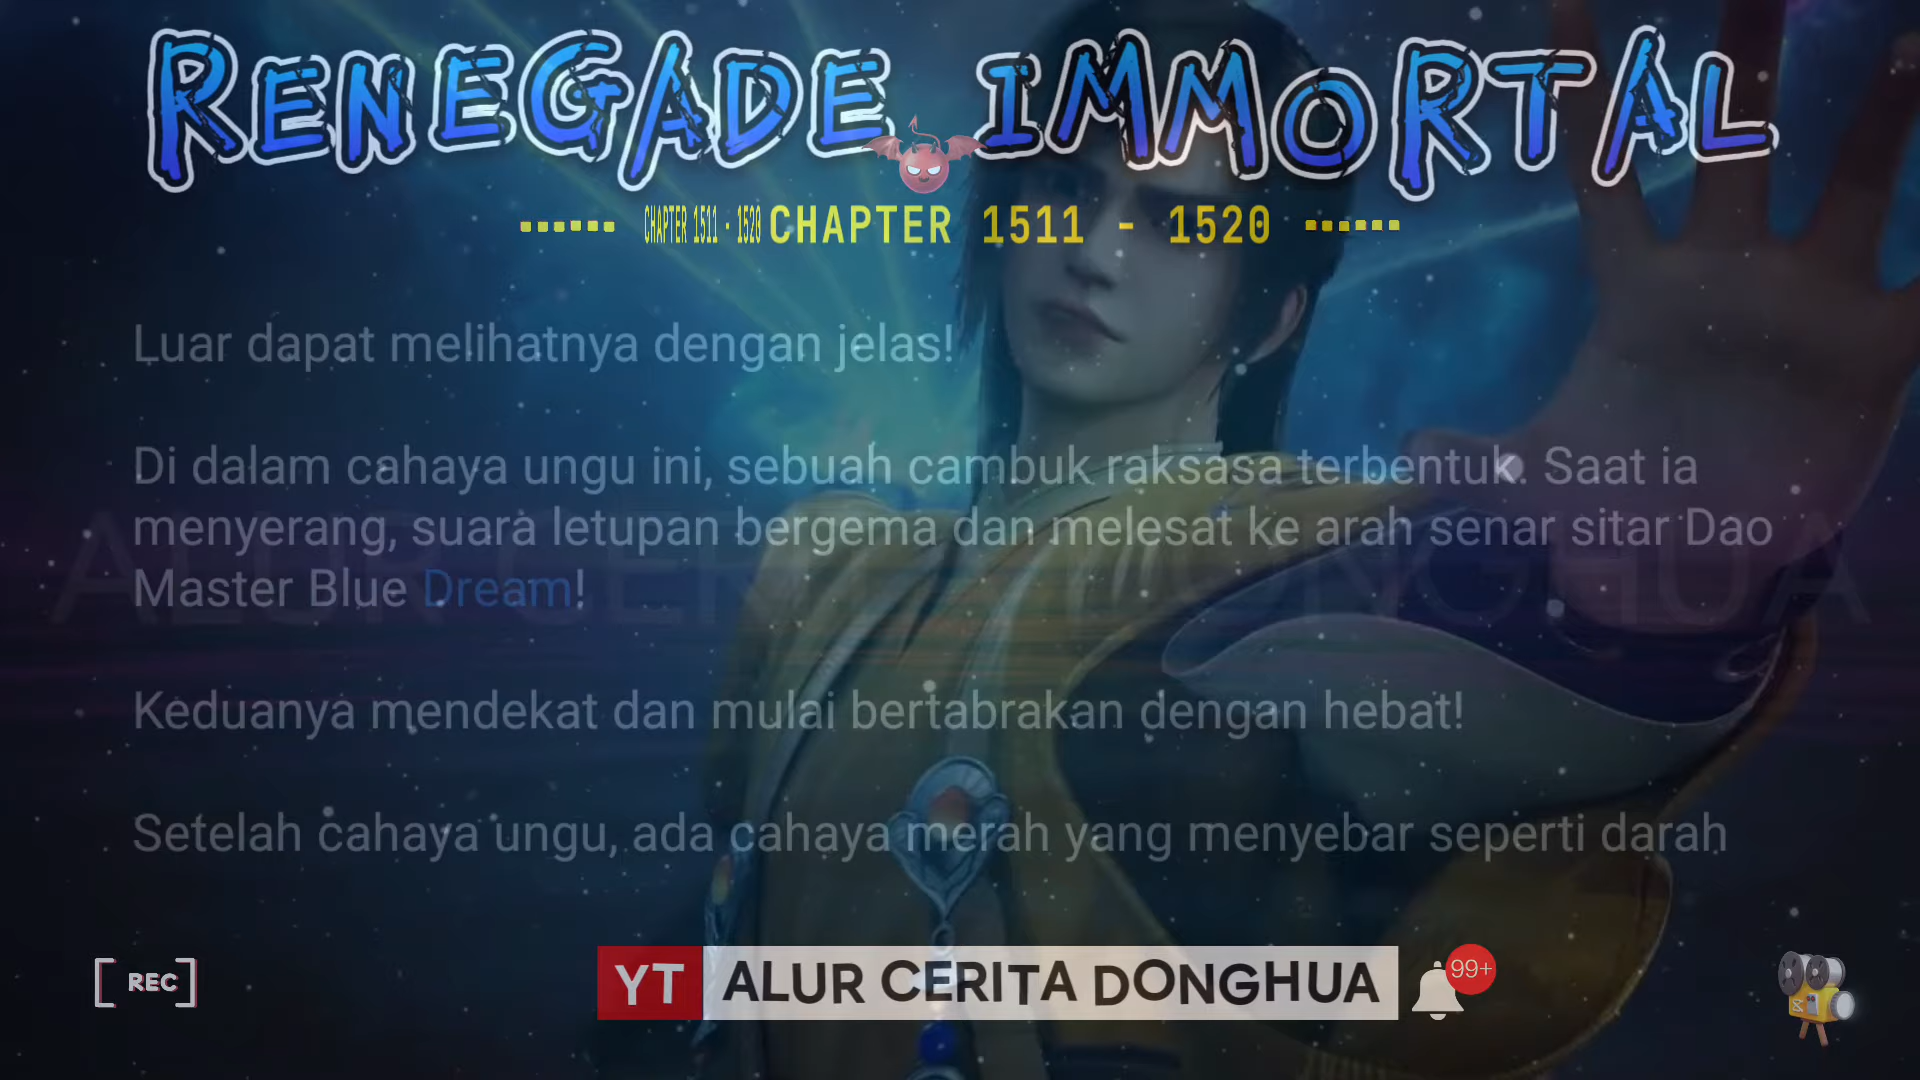 RENEGADE IMMORTAL
CHAPTER 1511 - 1520 CHAPTER 1511 - 1520
Luar dapat melihatnya dengan jelas!
Di dalam cahaya ungu ini, sebuah cambuk raksasa terbentuk. Saat ia
menyerang, suara letupan bergema dan melesat ke arah senar sitar Dao
Master Blue Dream!
ALUR CERITA DONGHUA
Keduanya mendekat dan mulai bertabrakan dengan hebat!
Setelah cahaya ungu, ada cahaya merah yang menyebar seperti darah
REC
YT ALUR CERITA DONGHUA 99+